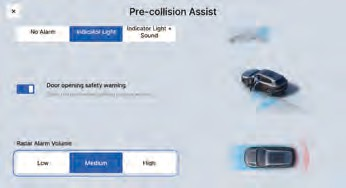 ×
Pre-collision Assist
No Alarm
Indicator Light
Indicator Light +
Sound
Door opening safety warning
Radar Alarm Volume
Low
Medium
High